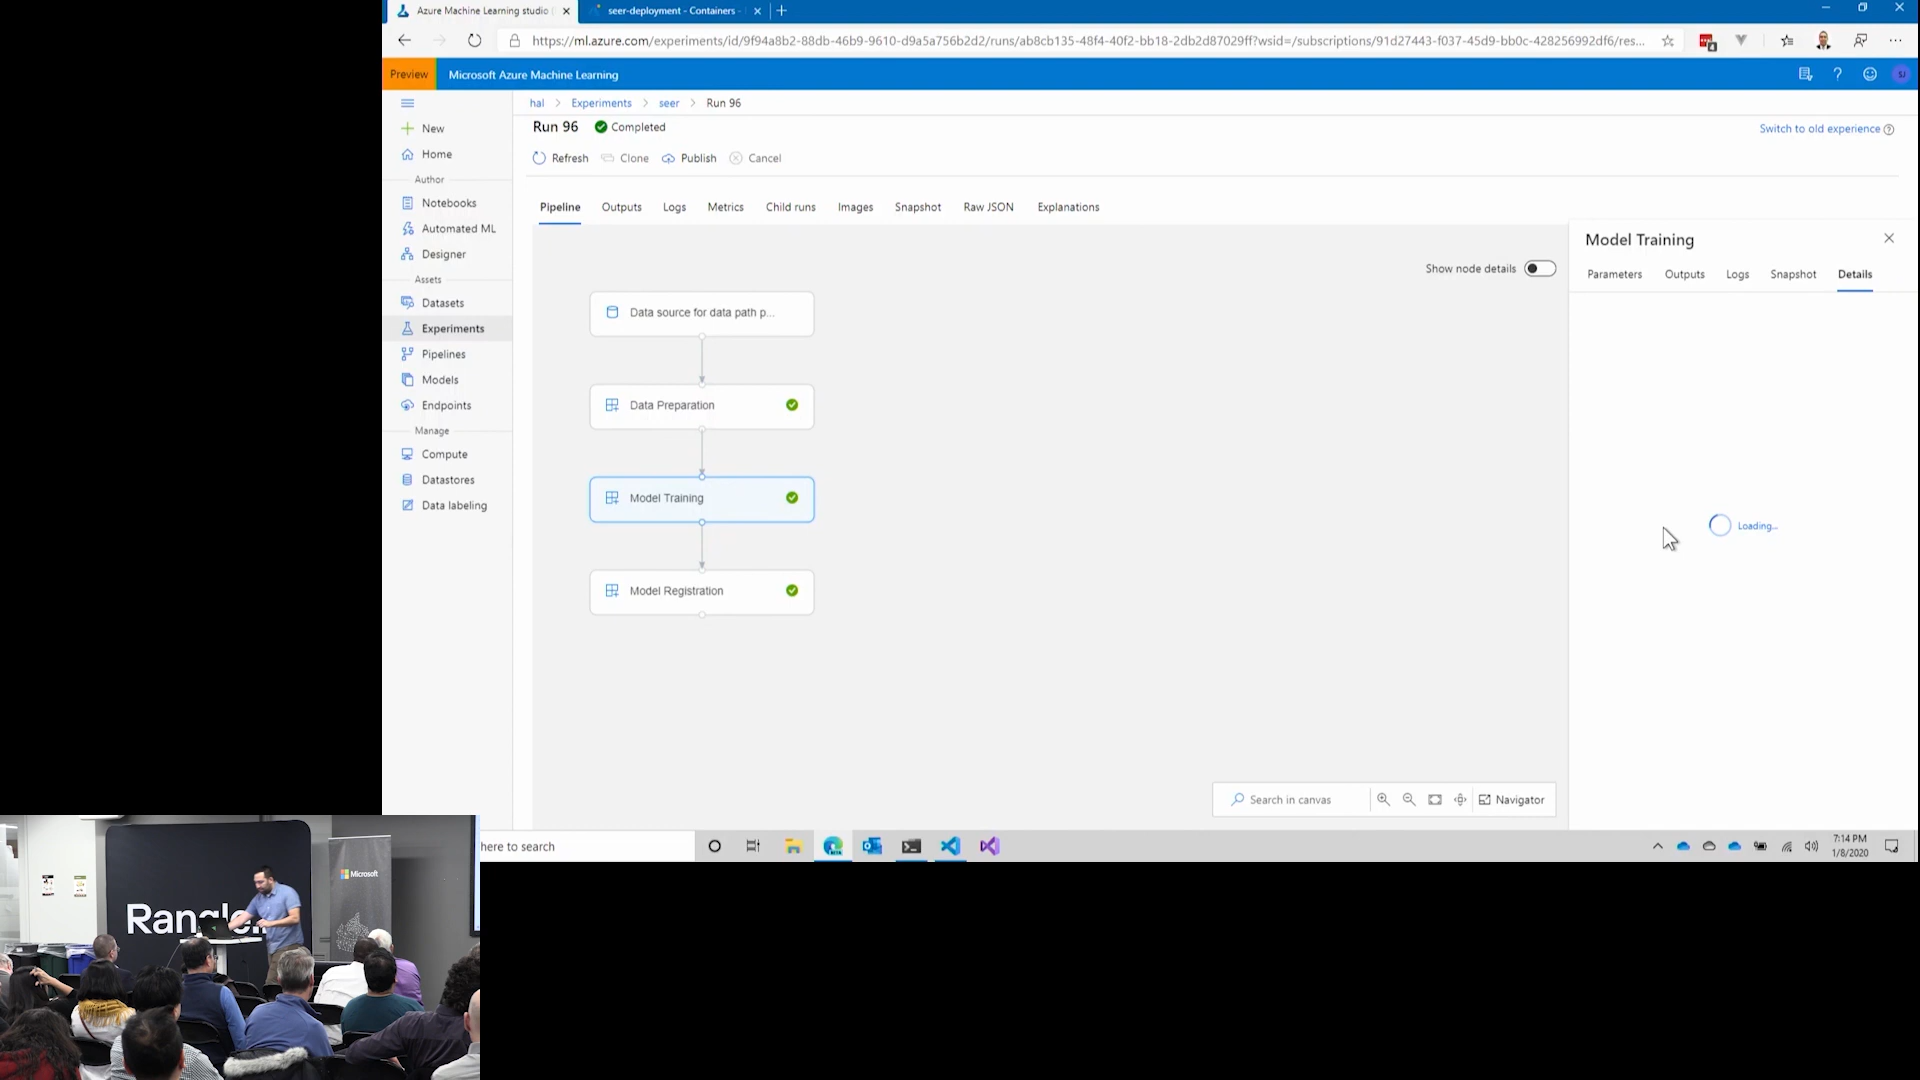 Azure Machine Learning studio
seer-deployment - Containers -
https://ml.azure.com/experiments/id/9f94a8b2-88db-46b9-9610-d9a5a756b2d2/runs/ab8cb135-48f4-40f2-bb18-2db2d87029ff?wsid=/subscriptions/91d27443-f037-45d9-bb0c-428256992df6/res...
Preview
Microsoft Azure Machine Learning
SJ
New
Home
Author
Notebooks
Automated ML
Designer
Assets
Datasets
Experiments
Pipelines
Models
Endpoints
Manage
Compute
Datastores
Data labeling
hal > Experiments > seer > Run 96
Run 96 Completed
Switch to old experience
Refresh Clone Publish Cancel
Pipeline Outputs Logs Metrics Child runs Images Snapshot Raw JSON Explanations
Show node details
Data source for data path p...
Data Preparation
Model Training
Model Registration
Model Training
Parameters Outputs Logs Snapshot Details
Loading...
Search in canvas
Navigator
here to search
7:14 PM
1/8/2020
Microsoft